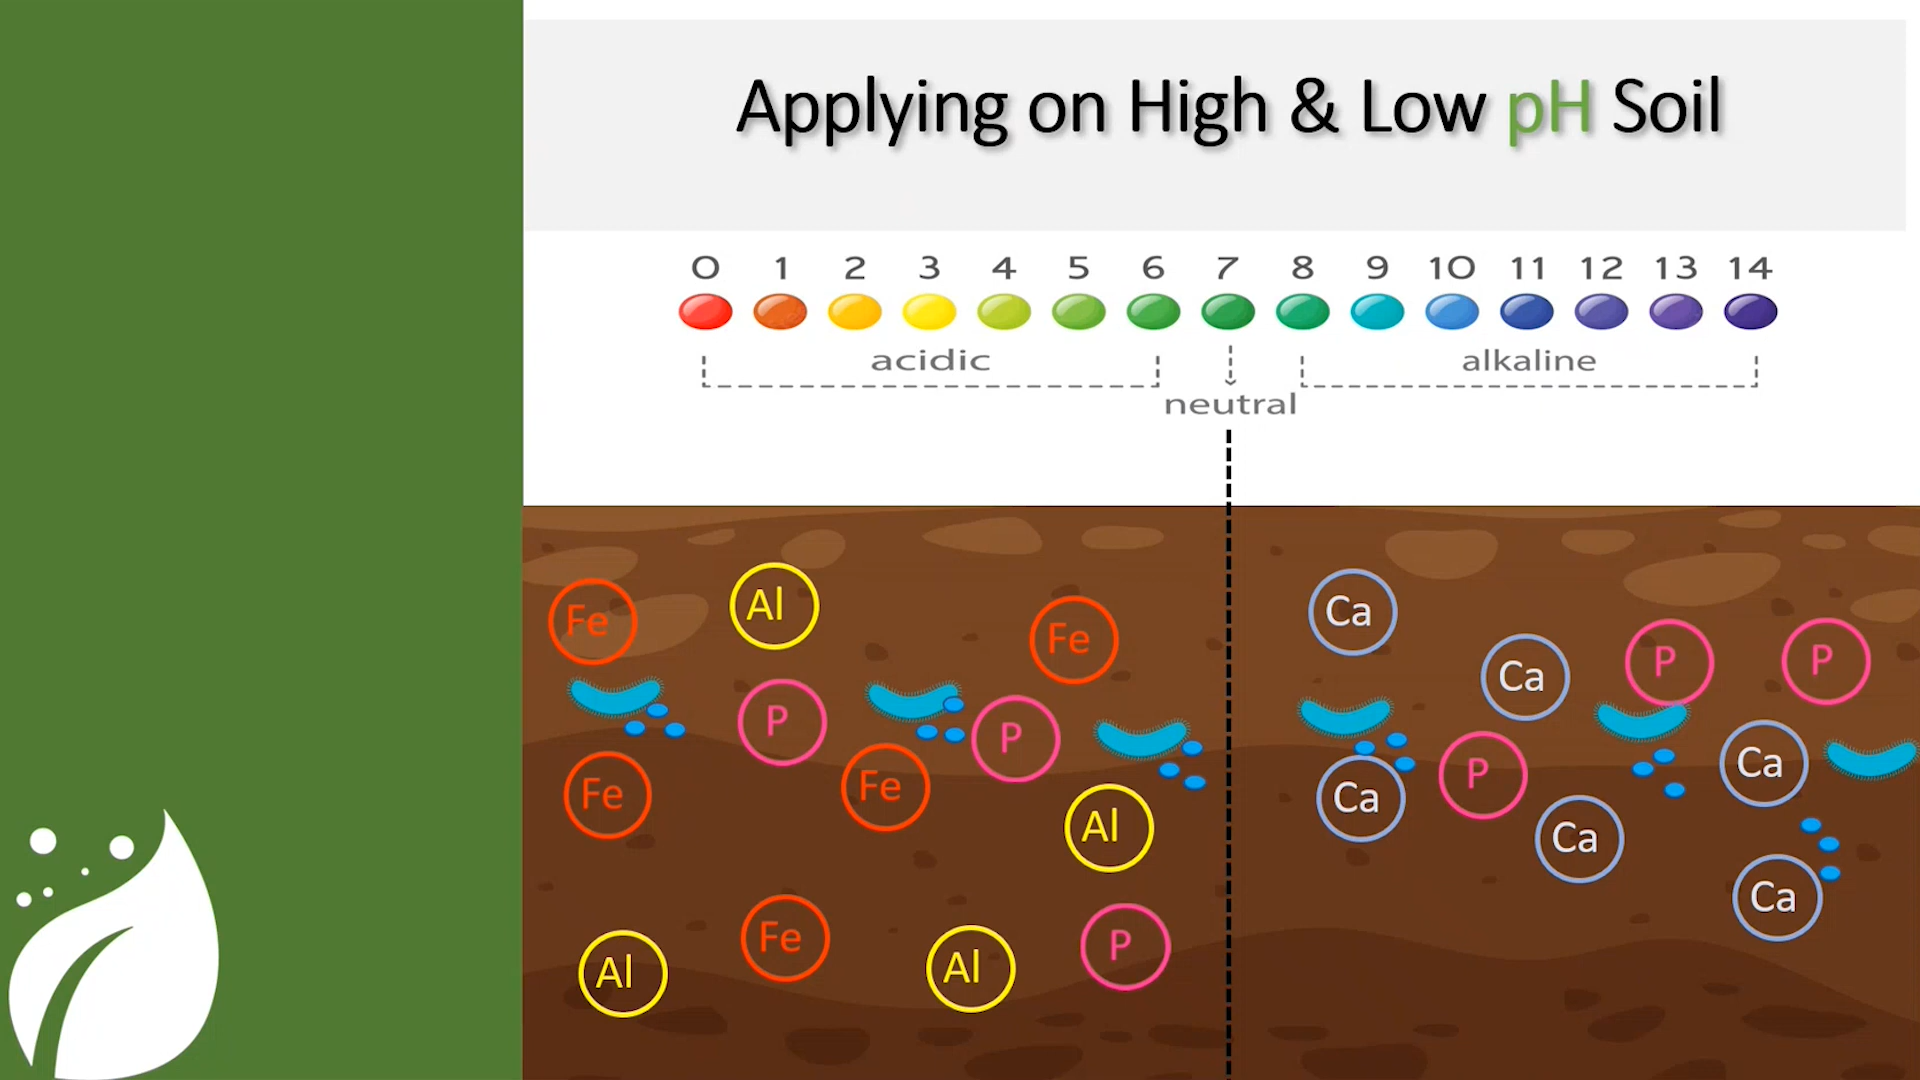 Applying on High & Low pH Soil
0 1 2 3 4 5 6 7 8 9 10 11 12 13 14
acidic alkaline
neutral
Fe Al Fe Ca Ca P P
P P P Ca
Fe Fe Al Ca Ca
Al Fe Al P Ca